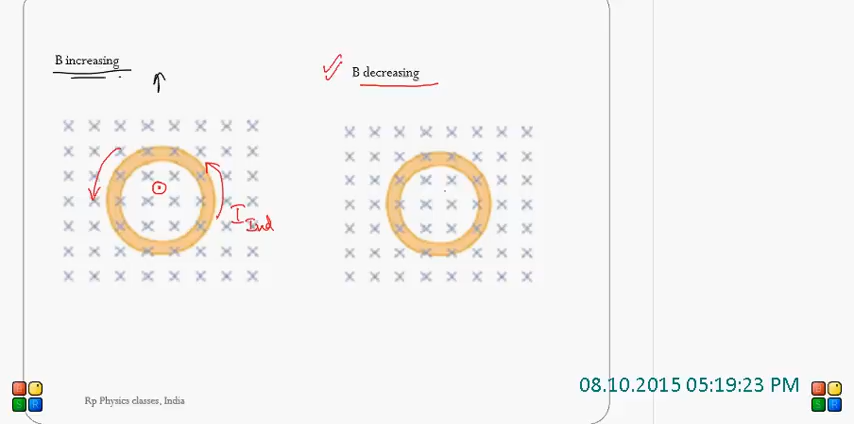 B increasing
B decreasing
I Ind
Rp Physics classes, India
08.10.2015 05:19:23 PM
B
S R
B
S R